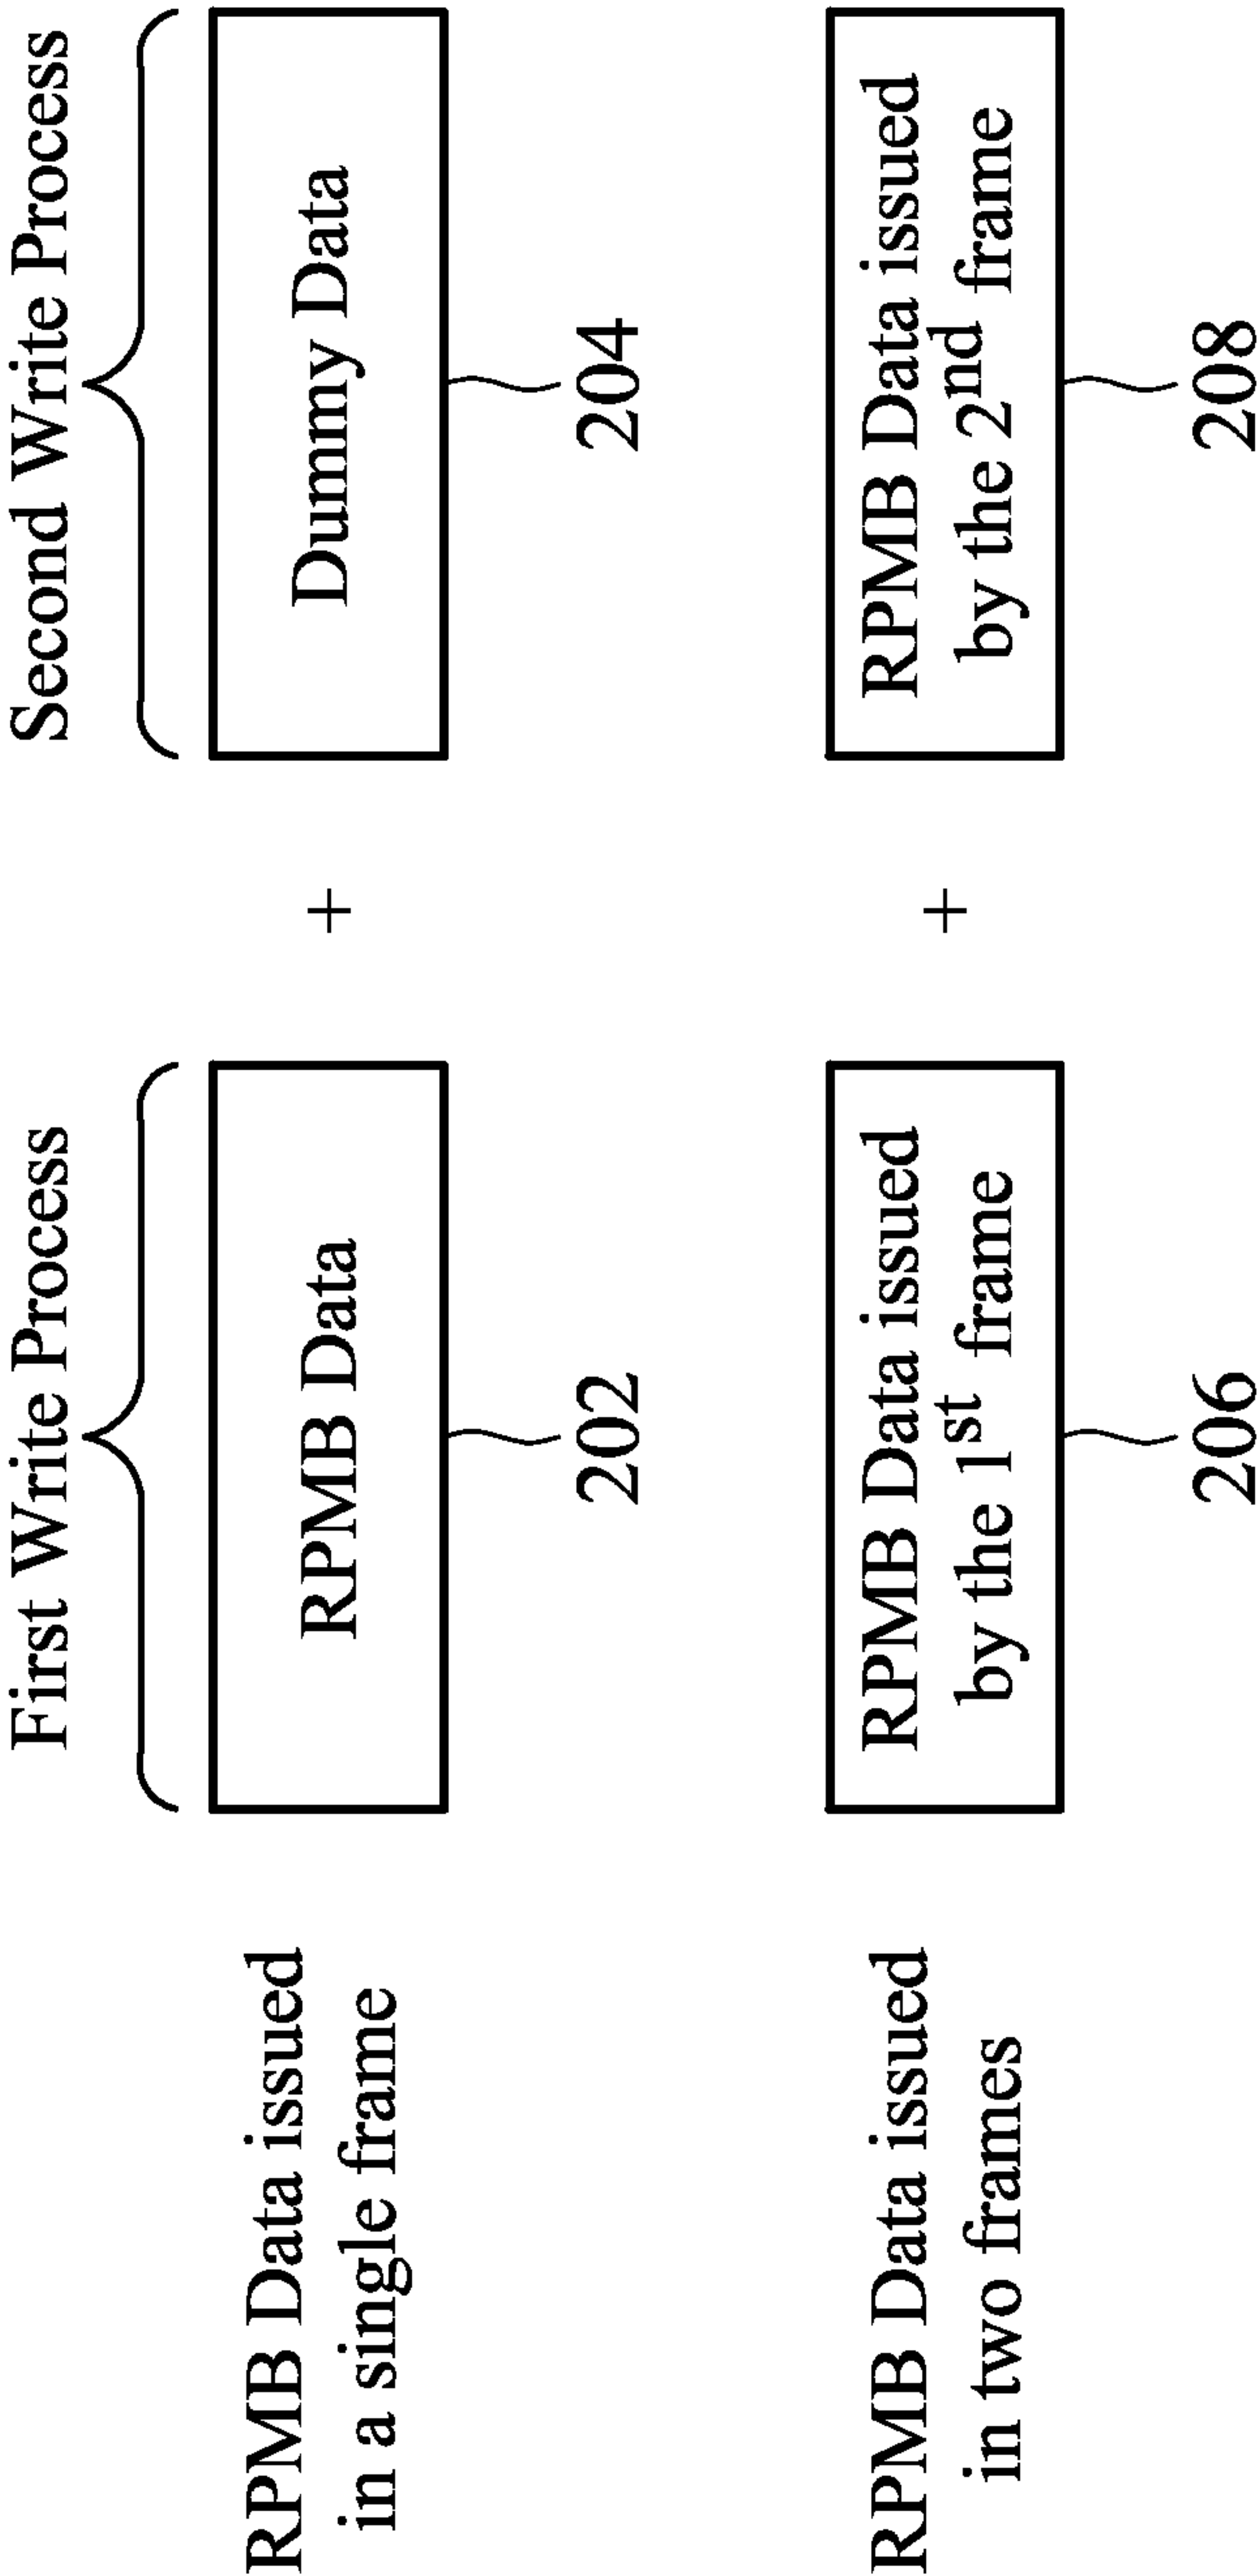 First Write Process
Second Write Process
RPMB Data issued
in a single frame
RPMB Data
+
Dummy Data
202
204
RPMB Data issued
in two frames
RPMB Data issued
by the 1st frame
+
RPMB Data issued
by the 2nd frame
206
208